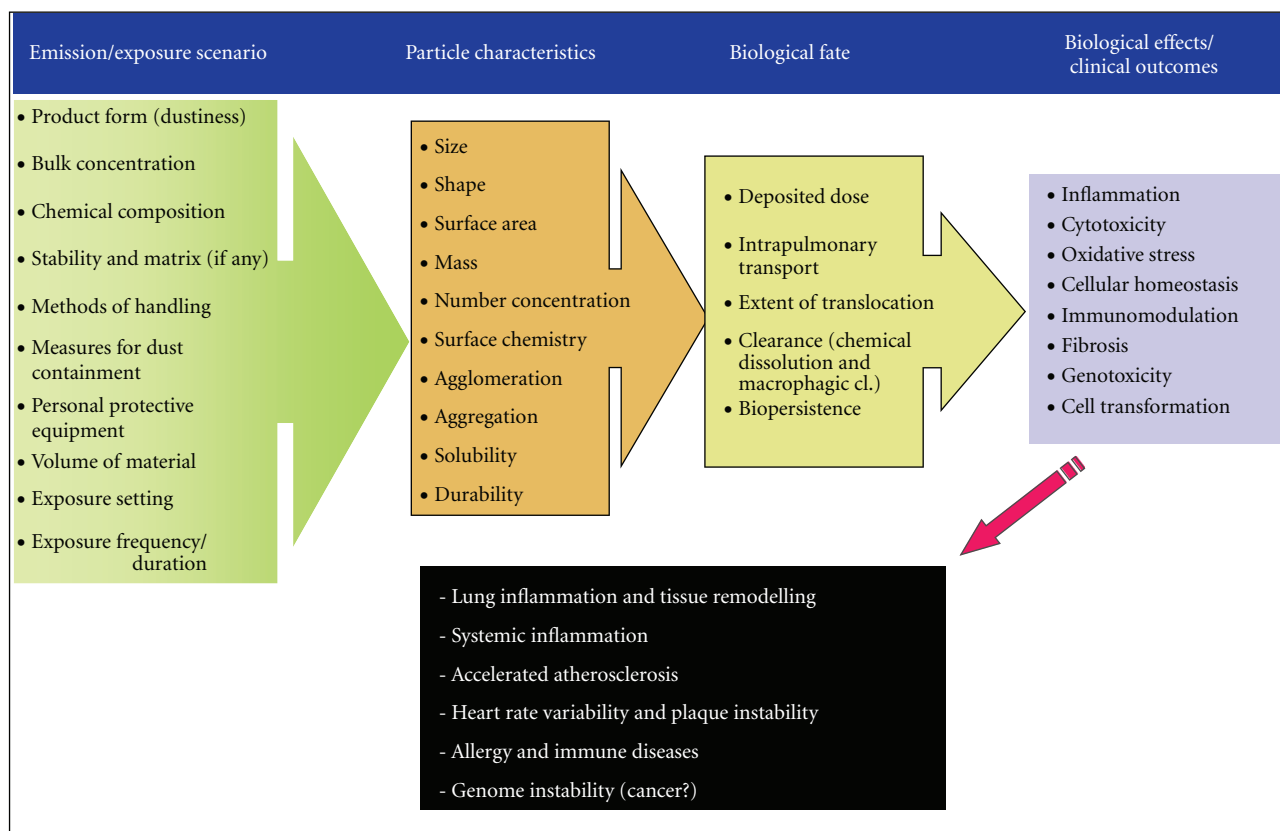 Emission/exposure scenario
Particle characteristics
Biological fate
Biological effects/
clinical outcomes
• Product form (dustiness)
• Bulk concentration
• Chemical composition
• Stability and matrix (if any)
• Methods of handling
• Measures for dust
containment
• Personal protective
equipment
• Volume of material
• Exposure setting
• Exposure frequency/
duration
• Size
• Shape
• Surface area
• Mass
• Number concentration
• Surface chemistry
• Agglomeration
• Aggregation
• Solubility
• Durability
• Deposited dose
• Intrapulmonary
transport
• Extent of translocation
• Clearance (chemical
dissolution and
macrophagic cl.)
• Biopersistence
• Inflammation
• Cytotoxicity
• Oxidative stress
• Cellular homeostasis
• Immunomodulation
• Fibrosis
• Genotoxicity
• Cell transformation
- Lung inflammation and tissue remodelling
- Systemic inflammation
- Accelerated atherosclerosis
- Heart rate variability and plaque instability
- Allergy and immune diseases
- Genome instability (cancer?)